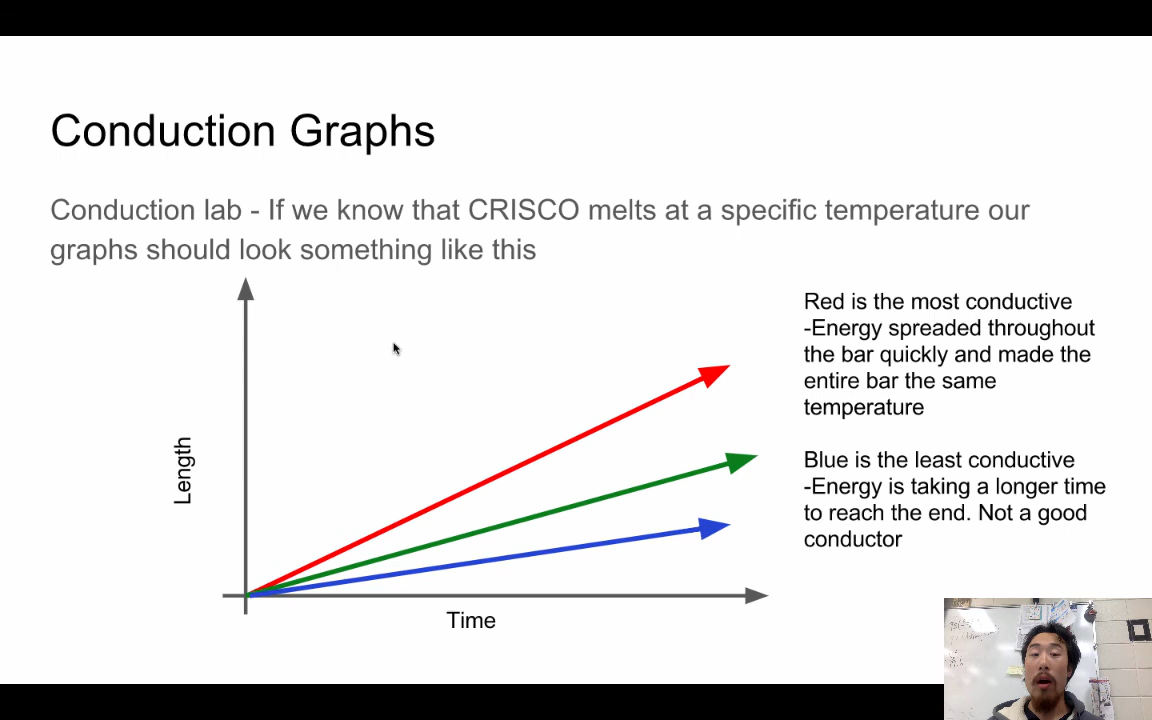 Conduction Graphs
Conduction lab - If we know that CRISCO melts at a specific temperature our
graphs should look something like this
Length
Time
Red is the most conductive
-Energy spreaded throughout
the bar quickly and made the
entire bar the same
temperature
Blue is the least conductive
-Energy is taking a longer time
to reach the end. Not a good
conductor